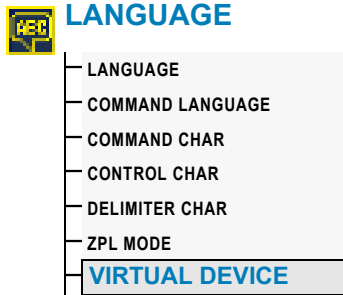 ABC
LANGUAGE
LANGUAGE
COMMAND LANGUAGE
COMMAND CHAR
CONTROL CHAR
DELIMITER CHAR
ZPL MODE
VIRTUAL DEVICE